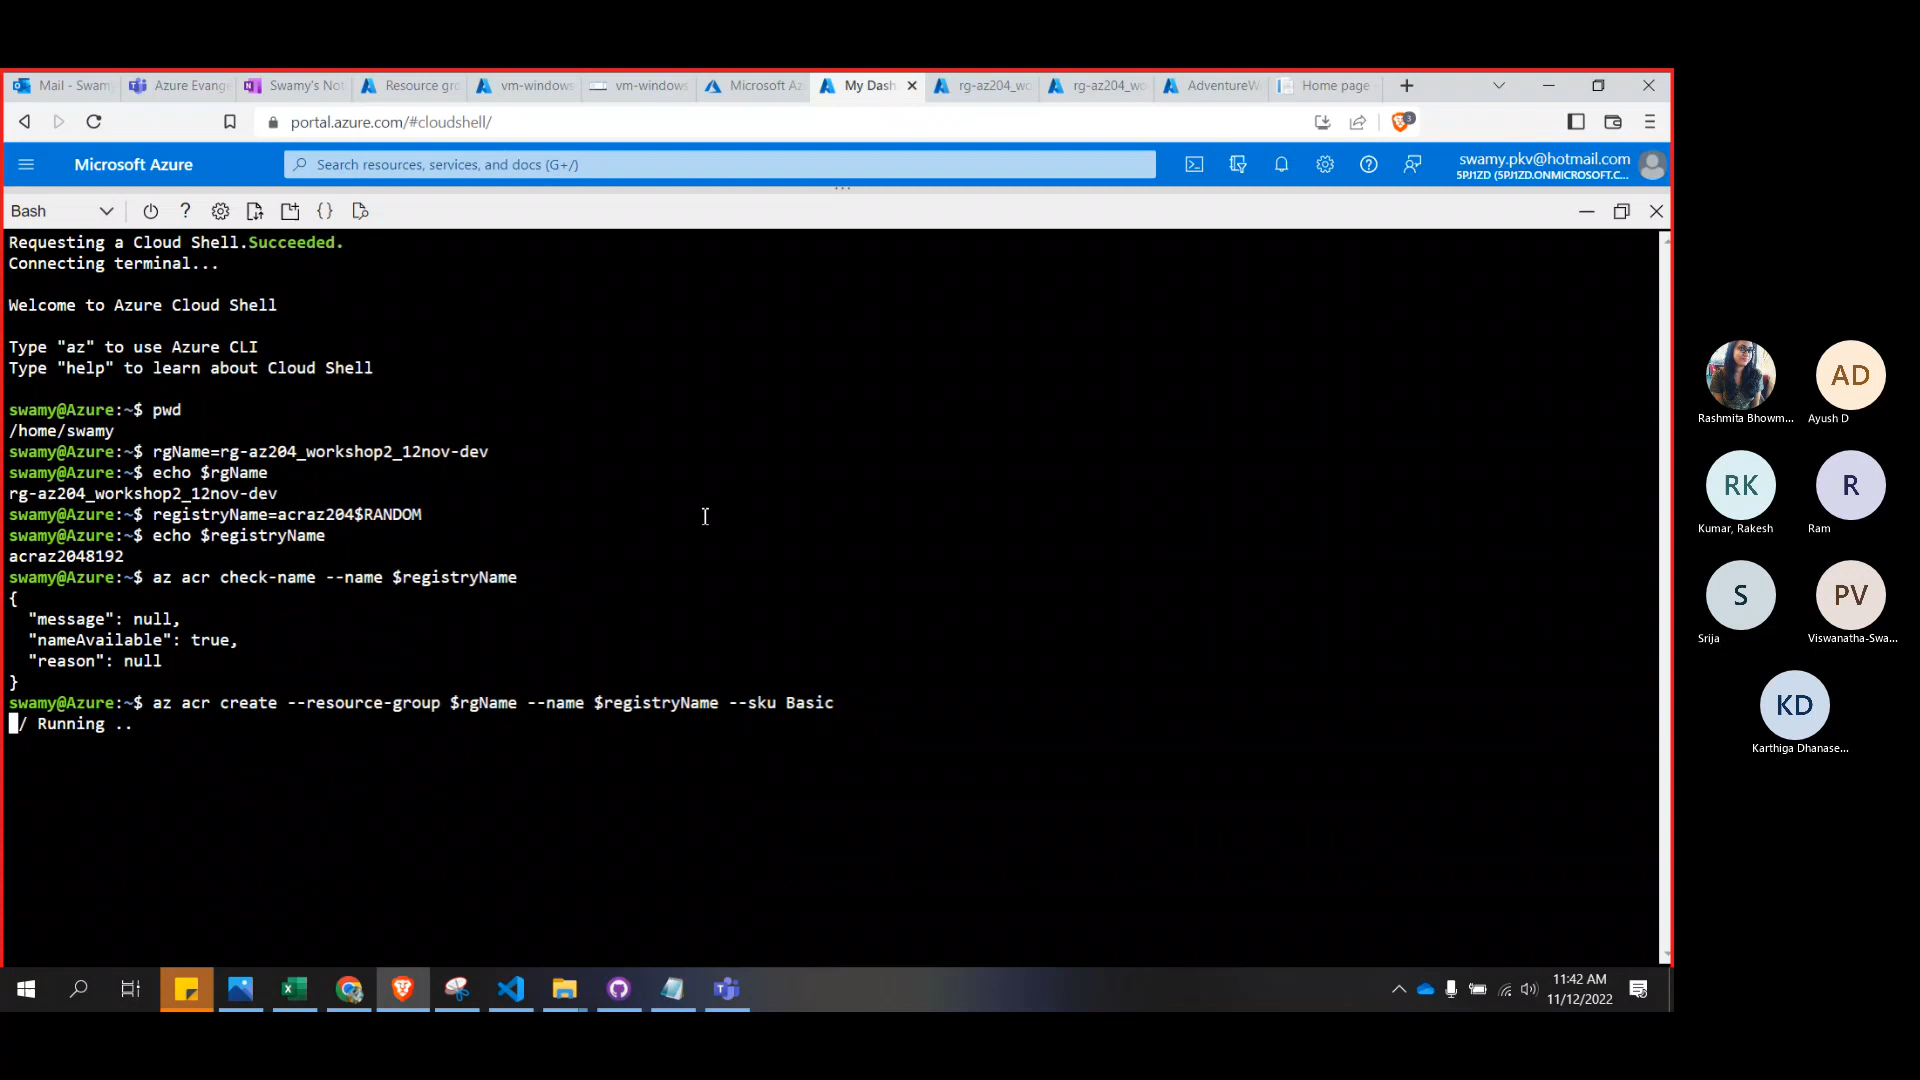 Mail - Swamy
Azure Evang
Swamy's Not
Resource gro
vm-windows
vm-windows
Microsoft Az
My Dash
rg-az204_wo
rg-az204_wo
AdventureW
Home page
portal.azure.com/#cloudshell/
3
Microsoft Azure
Search resources, services, and docs (G+/)
swamy.pkv@hotmail.com
5PJ1ZD (5PJ1ZD.ONMICROSOFT.C...
Bash
Requesting a Cloud Shell.Succeeded.
Connecting terminal...
Welcome to Azure Cloud Shell
Type "az" to use Azure CLI
Type "help" to learn about Cloud Shell
swamy@Azure:~$ pwd
/home/swamy
swamy@Azure:~$ rgName=rg-az204_workshop2_12nov-dev
swamy@Azure:~$ echo $rgName
rg-az204_workshop2_12nov-dev
swamy@Azure:~$ registryName=acraz204$RANDOM
swamy@Azure:~$ echo $registryName
acraz2048192
swamy@Azure:~$ az acr check-name --name $registryName
{
"message": null,
"nameAvailable": true,
"reason": null
}
swamy@Azure:~$ az acr create --resource-group $rgName --name $registryName --sku Basic
/ Running ..
Rashmita Bhowm...
AD
Ayush D
RK
Kumar, Rakesh
R
Ram
S
Srija
PV
Viswanatha-Swa...
KD
Karthiga Dhanase...
11:42 AM
11/12/2022